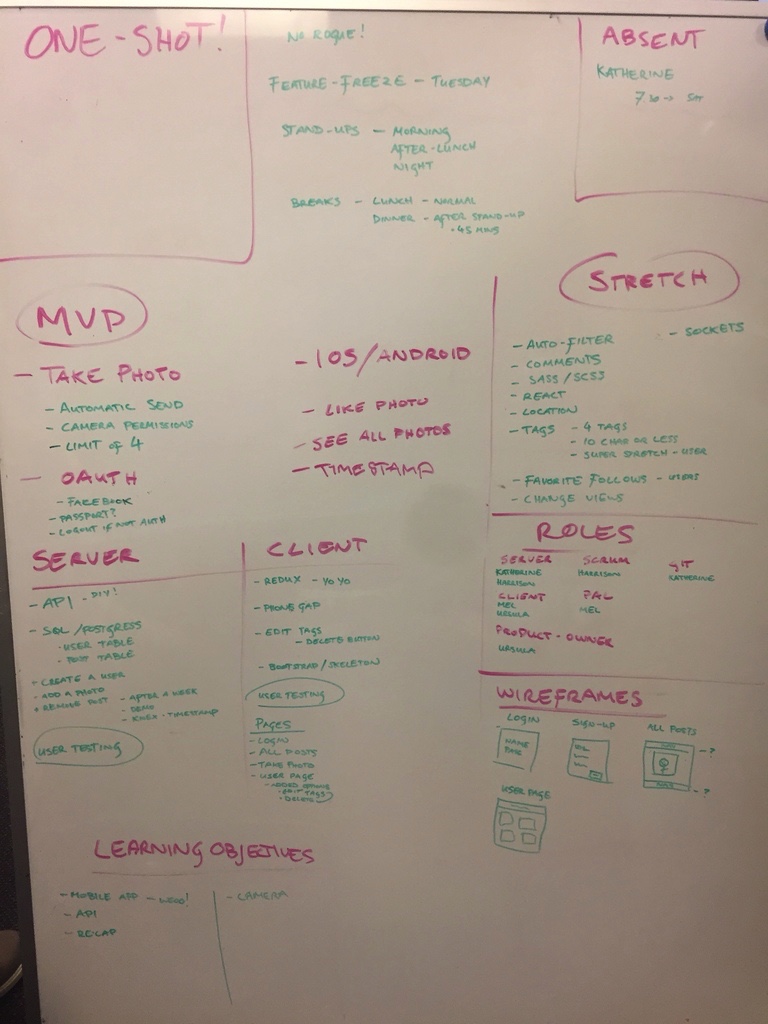 ONE-SHOT!
NO ROGUE!
FEATURE-FREEZE - TUESDAY
STAND-UPS - MORNING
AFTER-LUNCH
NIGHT
BREAKS - LUNCH - NORMAL
DINNER - AFTER STAND-UP
- 45 MINS
ABSENT
KATHERINE
7:30 -> SAT
MVP
- TAKE PHOTO
- AUTOMATIC SEND
- CAMERA PERMISSIONS
- LIMIT OF 4
- OAUTH
- FACEBOOK
- PASSPORT?
- LOGOUT IF NOT AUTH
- IOS/ANDROID
- LIKE PHOTO
- SEE ALL PHOTOS
- TIMESTAMP
STRETCH
- AUTO-FILTER
- COMMENTS
- SASS/SCSS
- REACT
- LOCATION
- TAGS - 4 TAGS
- 10 CHAR OR LESS
- SUPER STRETCH - USER
- FAVORITE FOLLOWS - USERS
- CHANGE VIEWS
- SOCKETS
SERVER
- API - DIY!
- SQL/POSTGRESS
- USER TABLE
- POST TABLE
- CREATE A USER
- ADD A PHOTO
- REMOVE POST - AFTER A WEEK
- DEMO
- KNEX - TIMESTAMP
USER TESTING
CLIENT
- REDUX - YO YO
- PHONE GAP
- EDIT TAGS
- DELETE BUTTON
- BOOTSTRAP/SKELETON
USER TESTING
PAGES
- LOGIN
- ALL POSTS
- TAKE PHOTO
- USER PAGE
- ADDED OPTIONS
- EDIT TAGS
- DELETE
ROLES
SERVER
KATHERINE
HARRISON
SCRUM
HARRISON
GIT
KATHERINE
CLIENT
MEL
URSULA
PAL
MEL
PRODUCT-OWNER
URSULA
WIREFRAMES
LOGIN
NAME
PASS
SIGN-UP
ALL POSTS
- ?
- ?
USER PAGE
LEARNING OBJETIVES
- MOBILE APP - WOO!
- API
- RECAP
- CAMERA